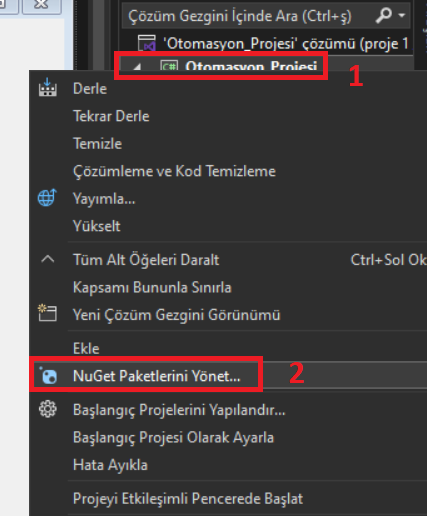 Çözüm Gezgini İçinde Ara (Ctrl+ş)
'Otomasyon_Projesi' çözümü (proje 1
C# Otomasyon_Projesi
1
Derle
Tekrar Derle
Temizle
Çözümleme ve Kod Temizleme
Yayımla...
Yükselt
Tüm Alt Öğeleri Daralt Ctrl+Sol Ok
Kapsamı Bununla Sınırla
Yeni Çözüm Gezgini Görünümü
Ekle
NuGet Paketlerini Yönet... 2
Başlangıç Projelerini Yapılandır...
Başlangıç Projesi Olarak Ayarla
Hata Ayıkla
Projeyi Etkileşimli Pencerede Başlat